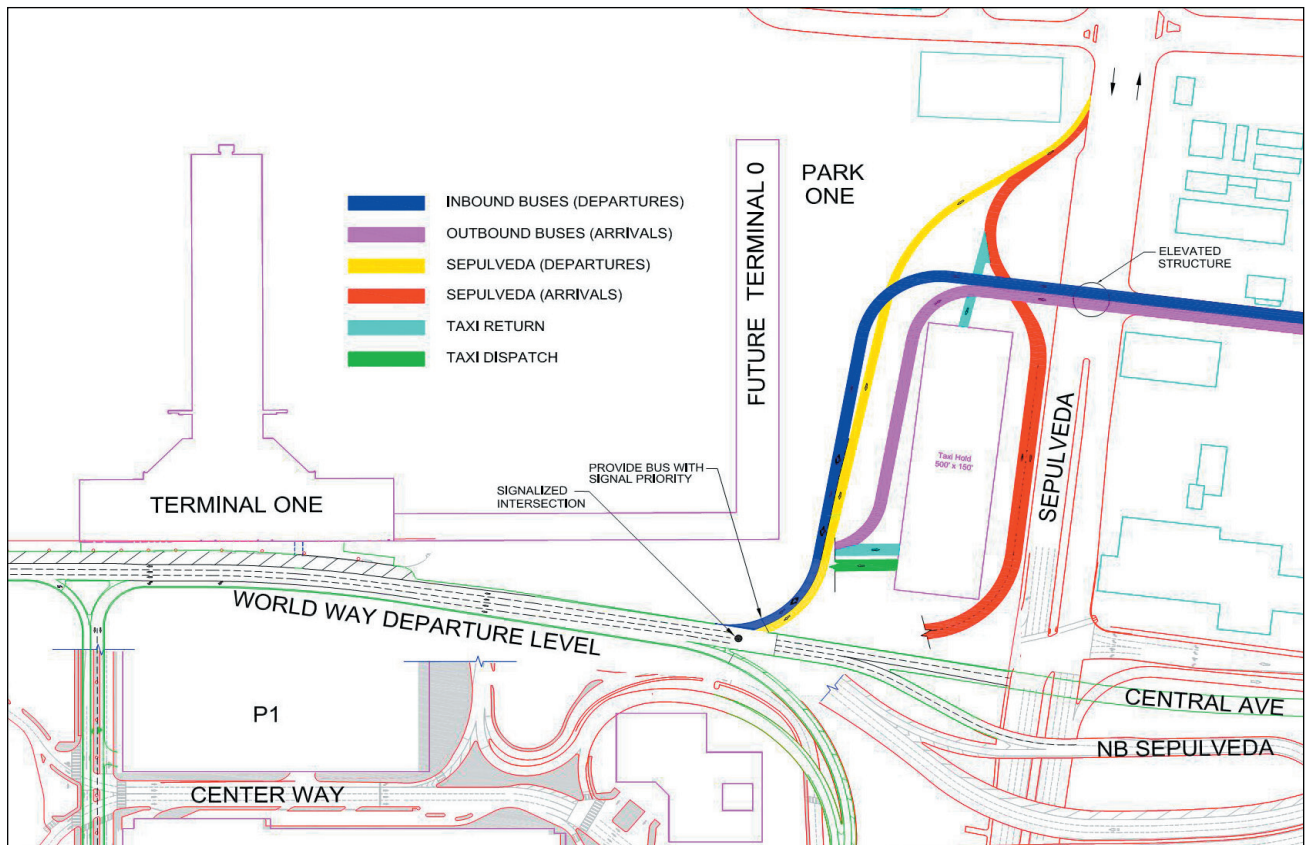 PARK
ONE
FUTURE TERMINAL 0
INBOUND BUSES (DEPARTURES)
OUTBOUND BUSES (ARRIVALS)
SEPULVEDA (DEPARTURES)
SEPULVEDA (ARRIVALS)
TAXI RETURN
TAXI DISPATCH
ELEVATED
STRUCTURE
PROVIDE BUS WITH
SIGNAL PRIORITY
SIGNALIZED
INTERSECTION
Taxi Hold
500' x 150'
SEPULVEDA
TERMINAL ONE
WORLD WAY DEPARTURE LEVEL
P1
CENTER WAY
CENTRAL AVE
NB SEPULVEDA